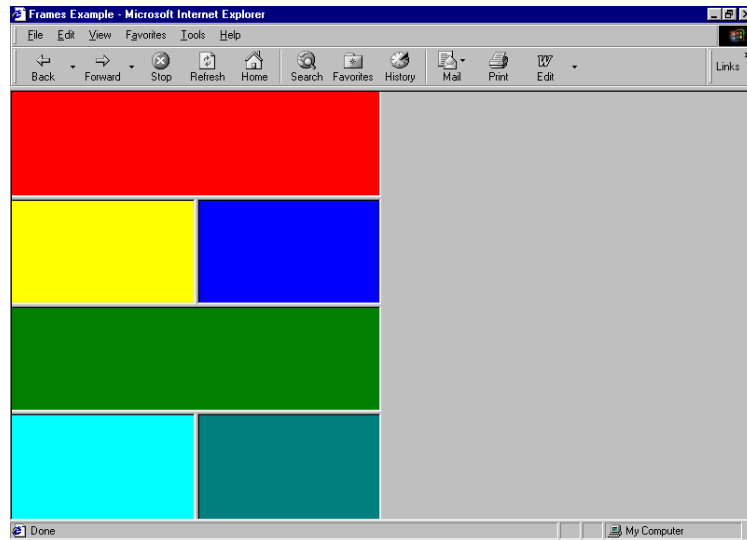 Frames Example - Microsoft Internet Explorer
File Edit View Favorites Tools Help
Back Forward Stop Refresh Home Search Favorites History Mail Print Edit Links
Done My Computer